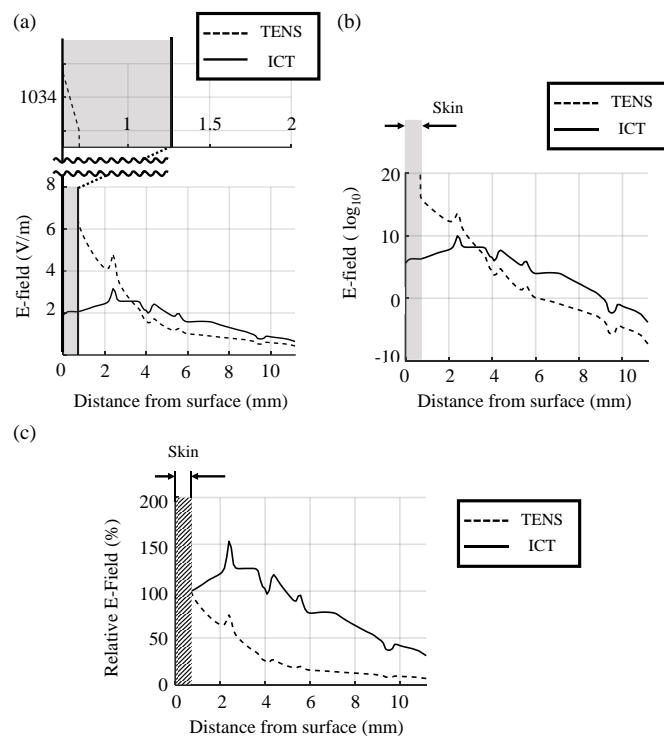 (a)
TENS
ICT
1034
1
1.5
2
8
6
4
2
E-field (V/m)
0
2
4
6
8
10
Distance from surface (mm)
(b)
TENS
ICT
Skin
20
10
0
-10
E-field ( log10)
0
2
4
6
8
10
Distance from surface (mm)
(c)
Skin
TENS
ICT
200
150
100
50
0
Relative E-Field (%)
0
2
4
6
8
10
Distance from surface (mm)